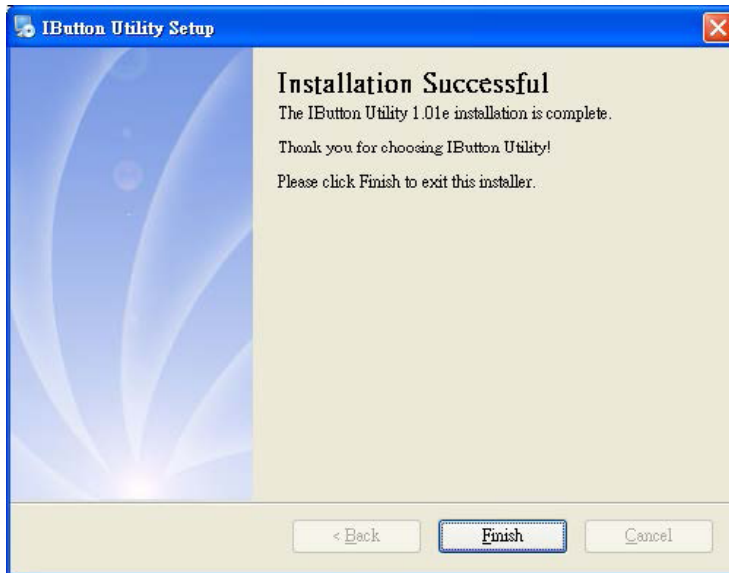 IButton Utility Setup
Installation Successful
The IButton Utility 1.01e installation is complete.
Thank you for choosing IButton Utility!
Please click Finish to exit this installer.
< Back Finish Cancel